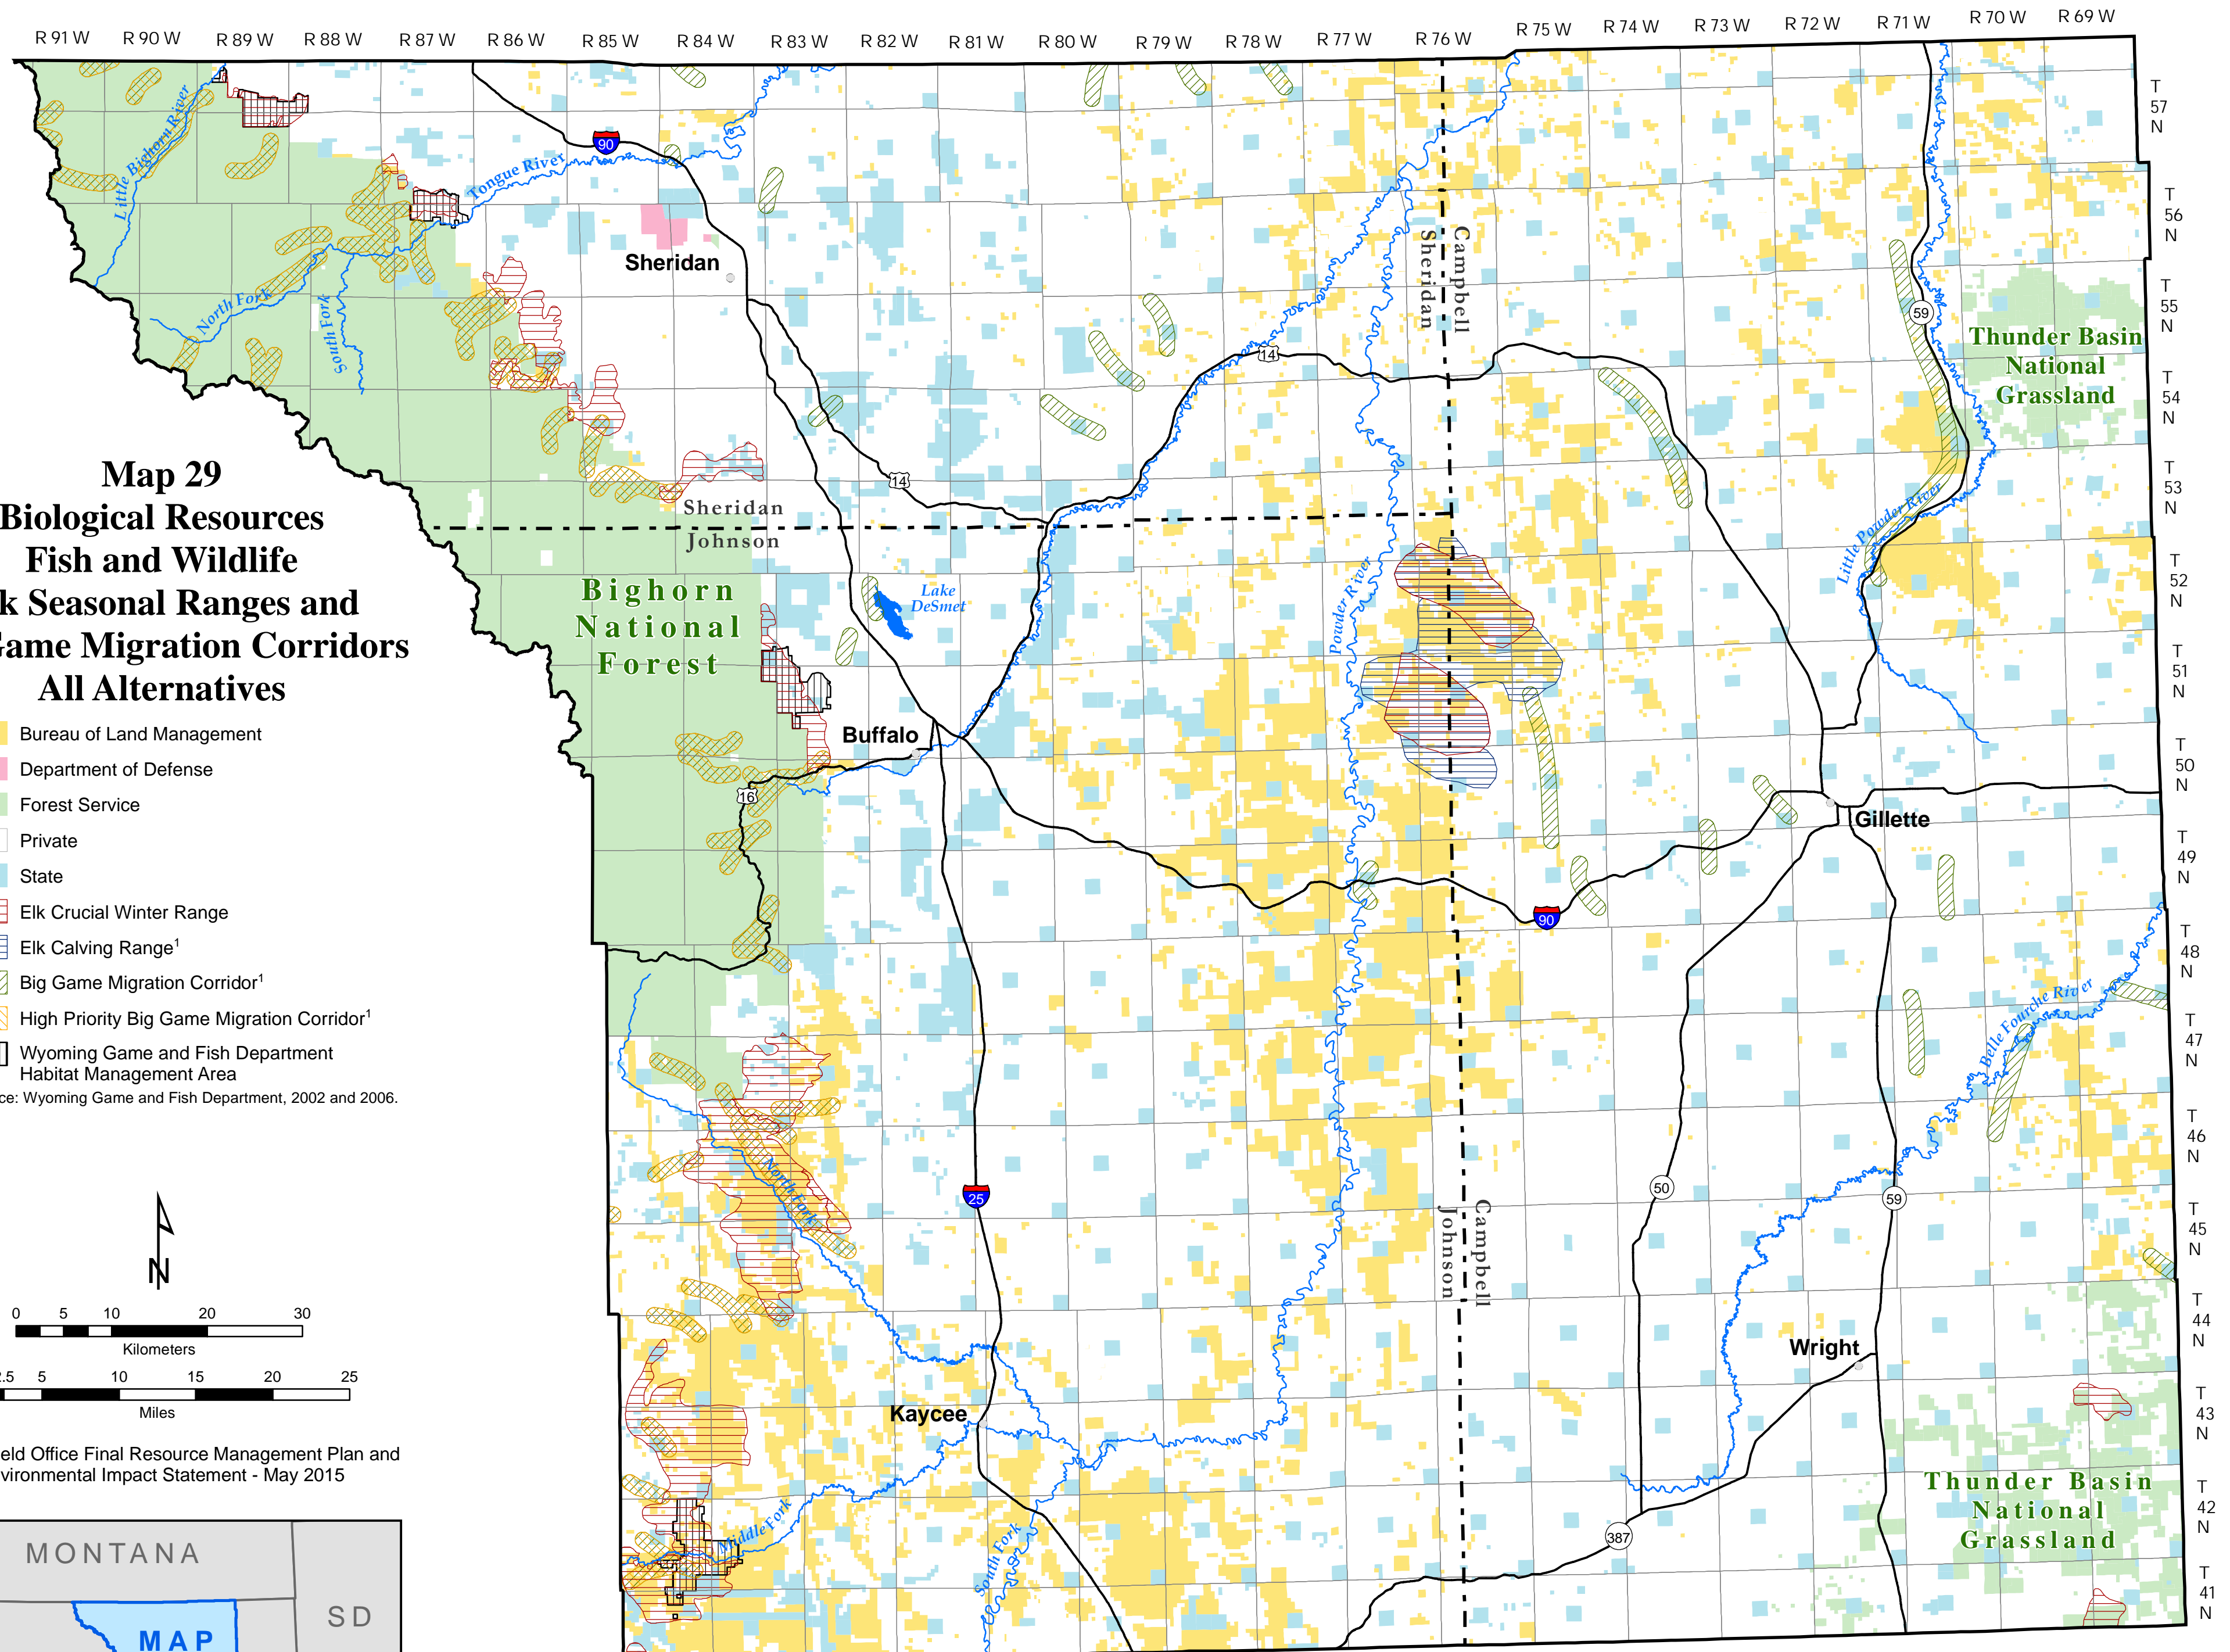 R 91 W R 90 W R 89 W R 88 W R 87 W R 86 W R 85 W R 84 W R 83 W R 82 W R 81 W R 80 W R 79 W R 78 W R 77 W R 76 W R 75 W R 74 W R 73 W R 72 W R 71 W R 70 W R 69 W
T
57
N
T
56
N
T
55
N
T
54
N
T
53
N
T
52
N
T
51
N
T
50
N
T
49
N
T
48
N
T
47
N
T
46
N
T
45
N
T
44
N
T
43
N
T
42
N
T
41
N
Little Bighorn River
Tongue River
90
North Fork
South Fork
Sheridan
Sheridan
Campbell
14
14
59
Thunder Basin
National
Grassland
Sheridan
Johnson
Little Powder River
Powder River
Bighorn
National
Forest
Lake
DeSmet
Buffalo
16
Gillette
90
Belle Fourche River
North Fork
25
50
59
Johnson
Campbell
Wright
Kaycee
Middle Fork
South Fork
387
Thunder Basin
National
Grassland
Map 29
Biological Resources
Fish and Wildlife
k Seasonal Ranges and
Game Migration Corridors
All Alternatives
Bureau of Land Management
Department of Defense
Forest Service
Private
State
Elk Crucial Winter Range
Elk Calving Range1
Big Game Migration Corridor1
High Priority Big Game Migration Corridor1
Wyoming Game and Fish Department
Habitat Management Area
ce: Wyoming Game and Fish Department, 2002 and 2006.
N
0 5 10 20 30
Kilometers
.5 5 10 15 20 25
Miles
eld Office Final Resource Management Plan and
vironmental Impact Statement - May 2015
MONTANA
SD
MAP